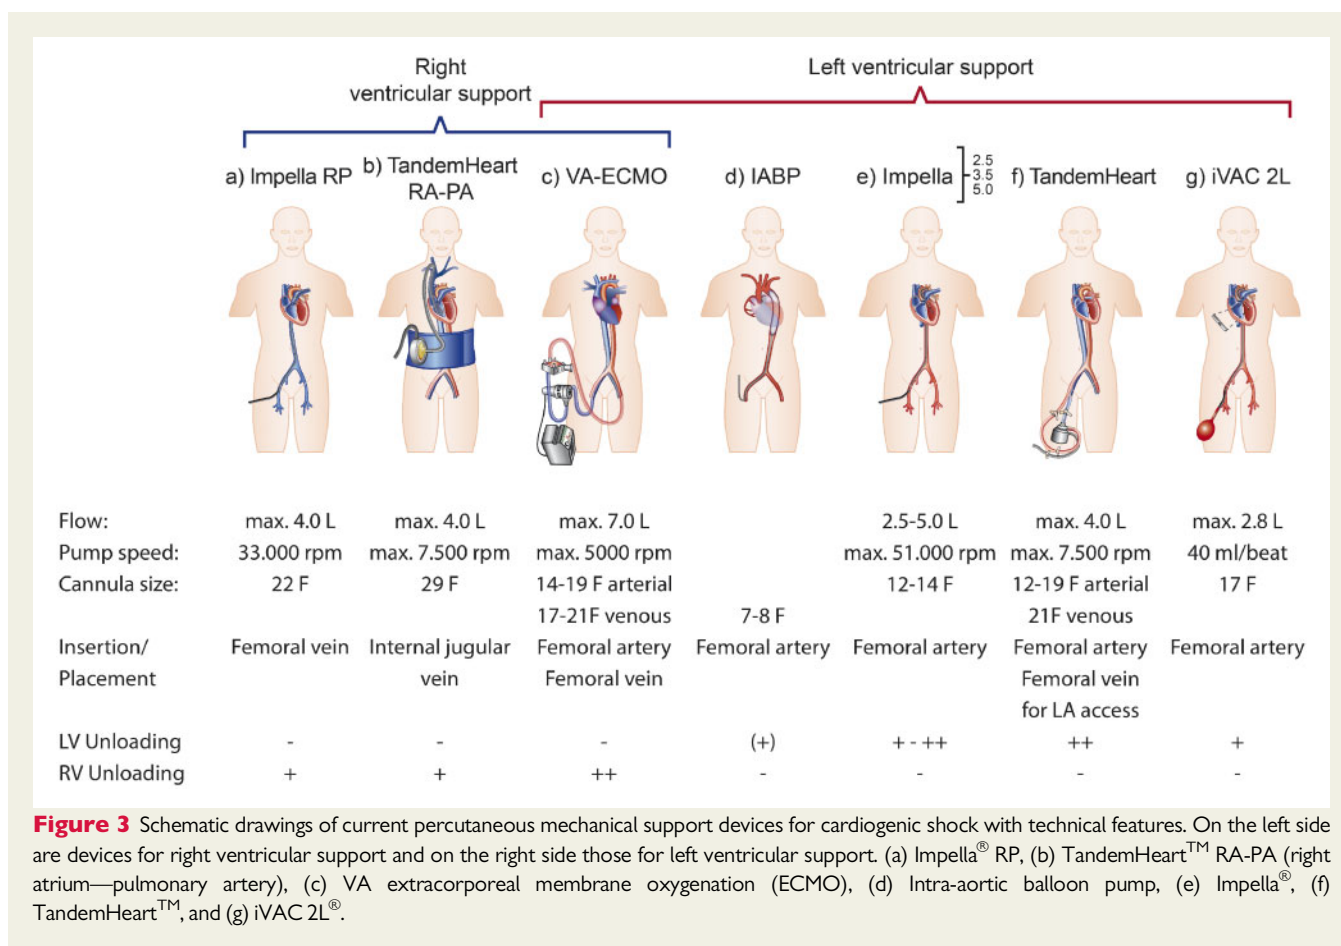 Right
ventricular support
Left ventricular support
a) Impella RP
b) TandemHeart
RA-PA
c) VA-ECMO
d) IABP
e) Impella
2.5
3.5
5.0
f) TandemHeart
g) iVAC 2L
Flow: max. 4.0 L max. 4.0 L max. 7.0 L 2.5-5.0 L max. 4.0 L max. 2.8 L
Pump speed: 33.000 rpm max. 7.500 rpm max. 5000 rpm max. 51.000 rpm max. 7.500 rpm 40 ml/beat
Cannula size: 22 F 29 F 14-19 F arterial 12-14 F 12-19 F arterial 17 F
17-21F venous 7-8 F 21F venous
Insertion/ Femoral vein Internal jugular Femoral artery Femoral artery Femoral artery Femoral artery Femoral artery
Placement vein Femoral vein Femoral vein
for LA access
LV Unloading - - - (+) + - ++ ++ +
RV Unloading + + ++ - - - -
Figure 3 Schematic drawings of current percutaneous mechanical support devices for cardiogenic shock with technical features. On the left side
are devices for right ventricular support and on the right side those for left ventricular support. (a) Impella® RP, (b) TandemHeart™ RA-PA (right
atrium—pulmonary artery), (c) VA extracorporeal membrane oxygenation (ECMO), (d) Intra-aortic balloon pump, (e) Impella®, (f)
TandemHeart™, and (g) iVAC 2L®.